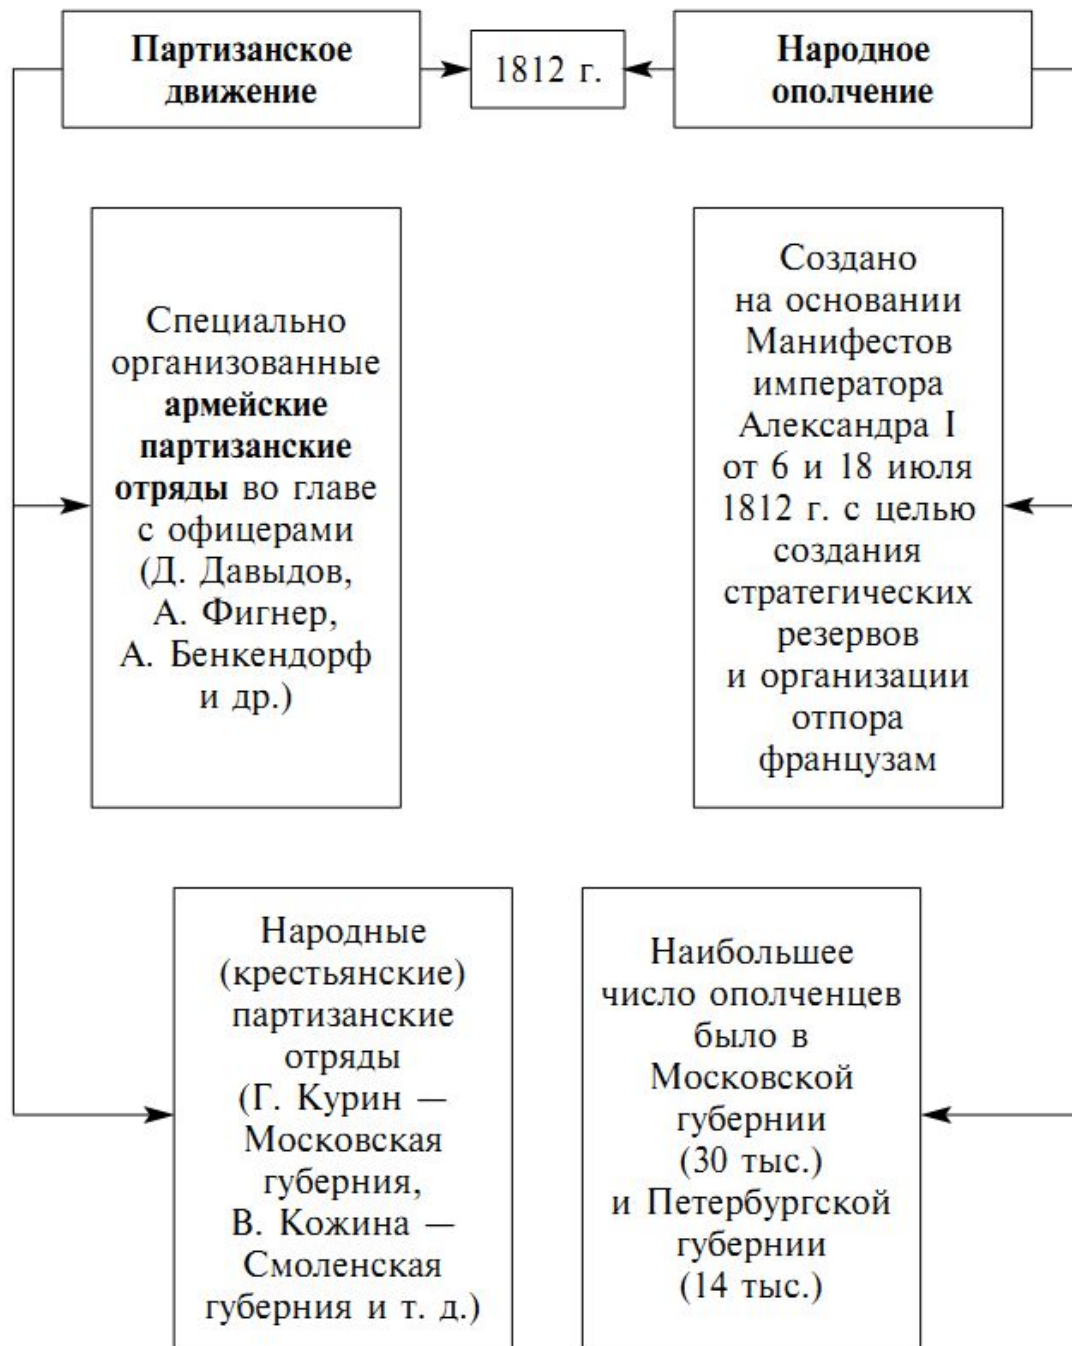 Партизанское
движение
1812 г.
Народное
ополчение
Специально
организованные
армейские
партизанские
отряды во главе
с офицерами
(Д. Давыдов,
А. Фигнер,
А. Бенкендорф
и др.)
Создано
на основании
Манифестов
императора
Александра I
от 6 и 18 июля
1812 г. с целью
создания
стратегических
резервов
и организации
отпора
французам
Народные
(крестьянские)
партизанские
отряды
(Г. Курин —
Московская
губерния,
В. Кожина —
Смоленская
губерния и т. д.)
Наибольшее
число ополченцев
было в
Московской
губернии
(30 тыс.)
и Петербургской
губернии
(14 тыс.)